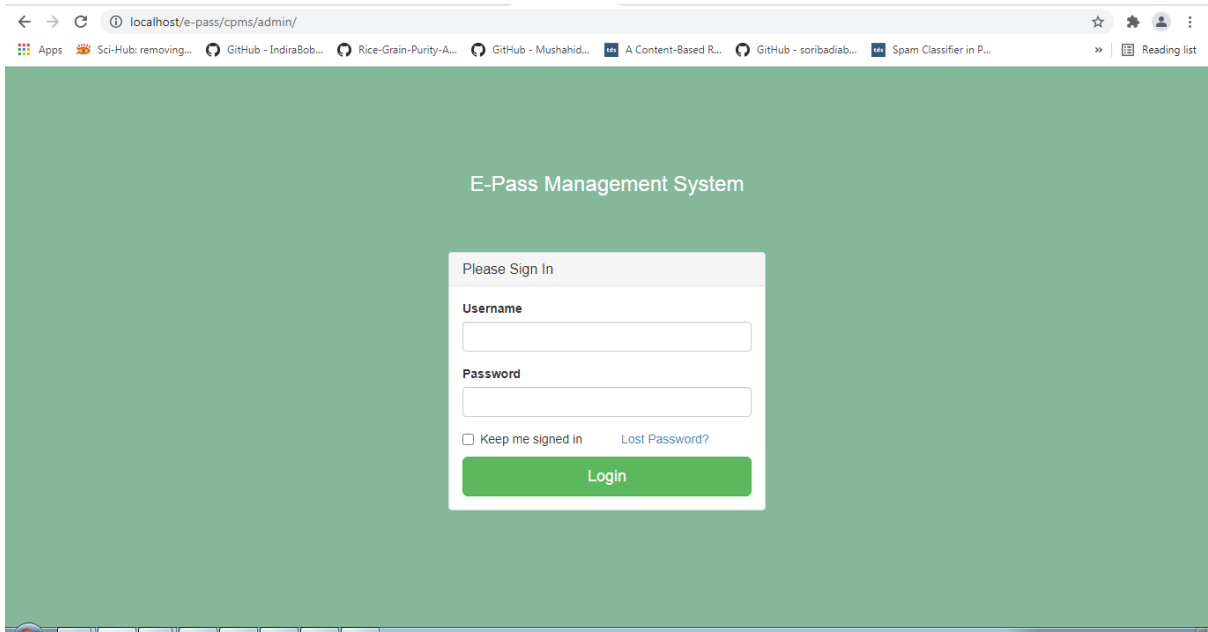 localhost/e-pass/cpms/admin/
Apps Sci-Hub: removing... GitHub - IndiraBob... Rice-Grain-Purity-A... GitHub - Mushahid... tds A Content-Based R... GitHub - soribadiab... tds Spam Classifier in P... » Reading list
E-Pass Management System
Please Sign In
Username
Password
Keep me signed in Lost Password?
Login